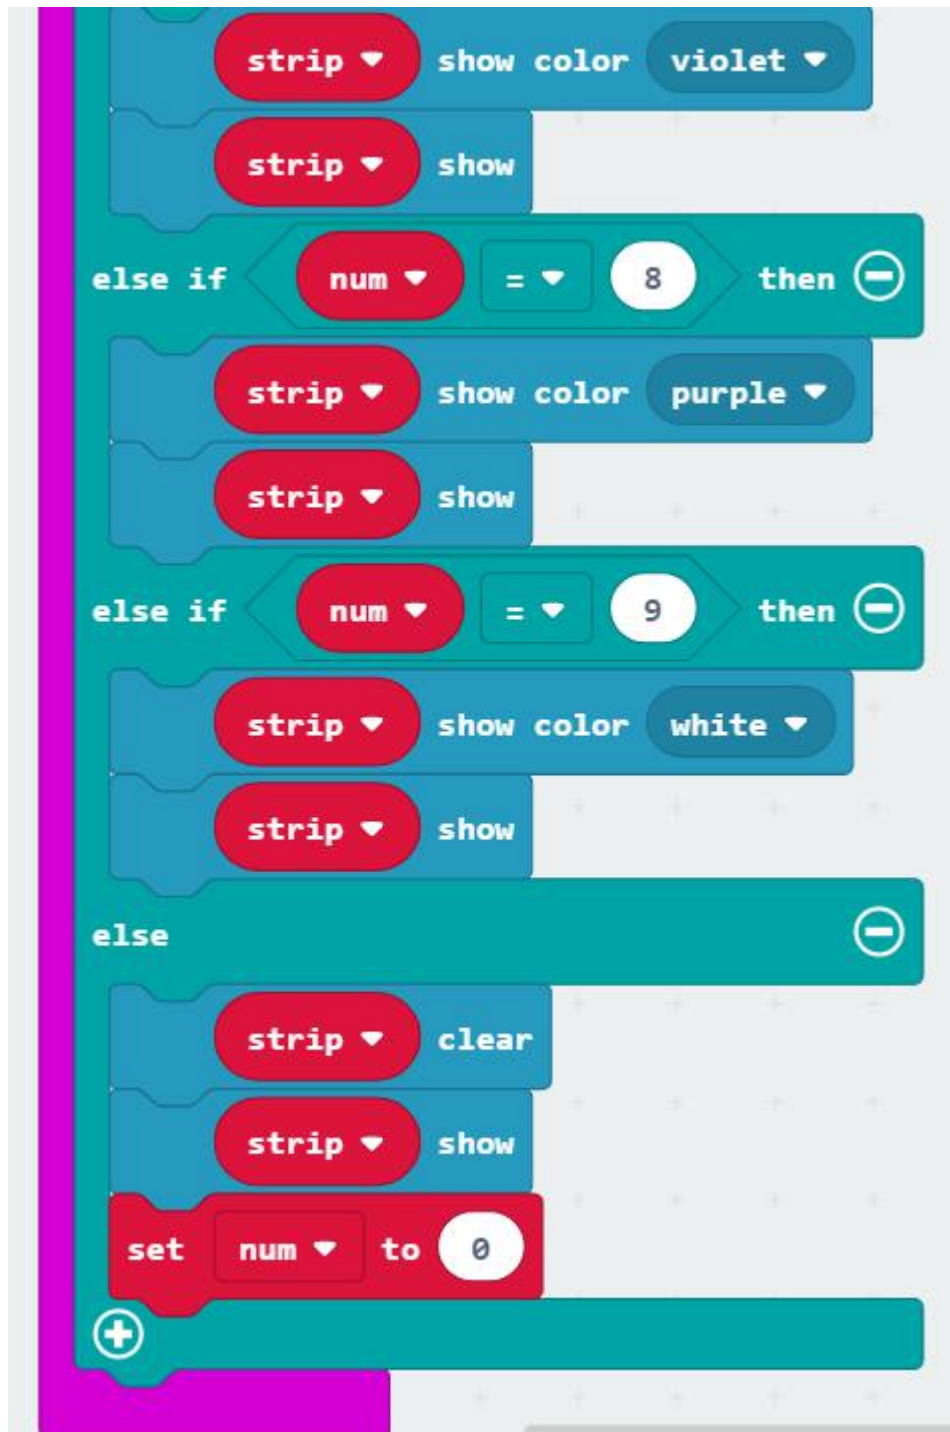 strip show color violet
strip show
else if num = 8 then
strip show color purple
strip show
else if num = 9 then
strip show color white
strip show
else
strip clear
strip show
set num to 0